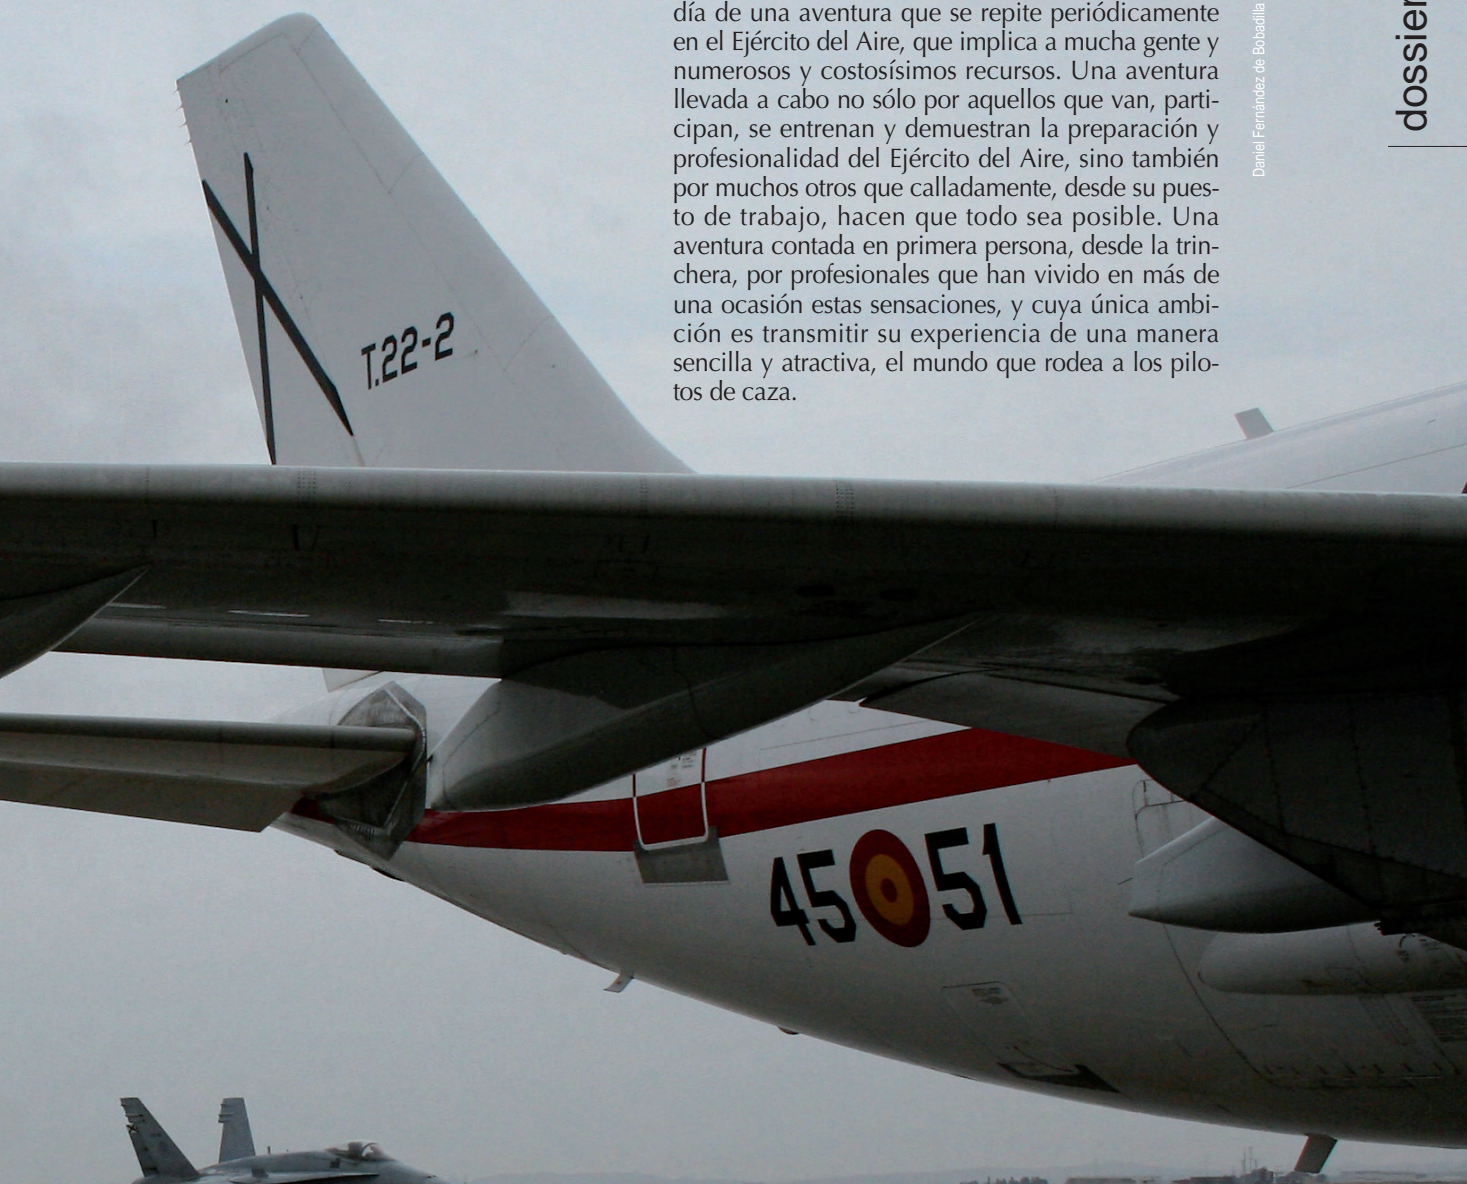 día de una aventura que se repite periódicamente
en el Ejército del Aire, que implica a mucha gente y
numerosos y costosísimos recursos. Una aventura
llevada a cabo no sólo por aquellos que van, parti-
cipan, se entrenan y demuestran la preparación y
profesionalidad del Ejército del Aire, sino también
por muchos otros que calladamente, desde su pues-
to de trabajo, hacen que todo sea posible. Una
aventura contada en primera persona, desde la trin-
chera, por profesionales que han vivido en más de
una ocasión estas sensaciones, y cuya única ambi-
ción es transmitir su experiencia de una manera
sencilla y atractiva, el mundo que rodea a los pilo-
tos de caza.
Daniel Fernández de Bobadilla
dossier
T.22-2
45 51